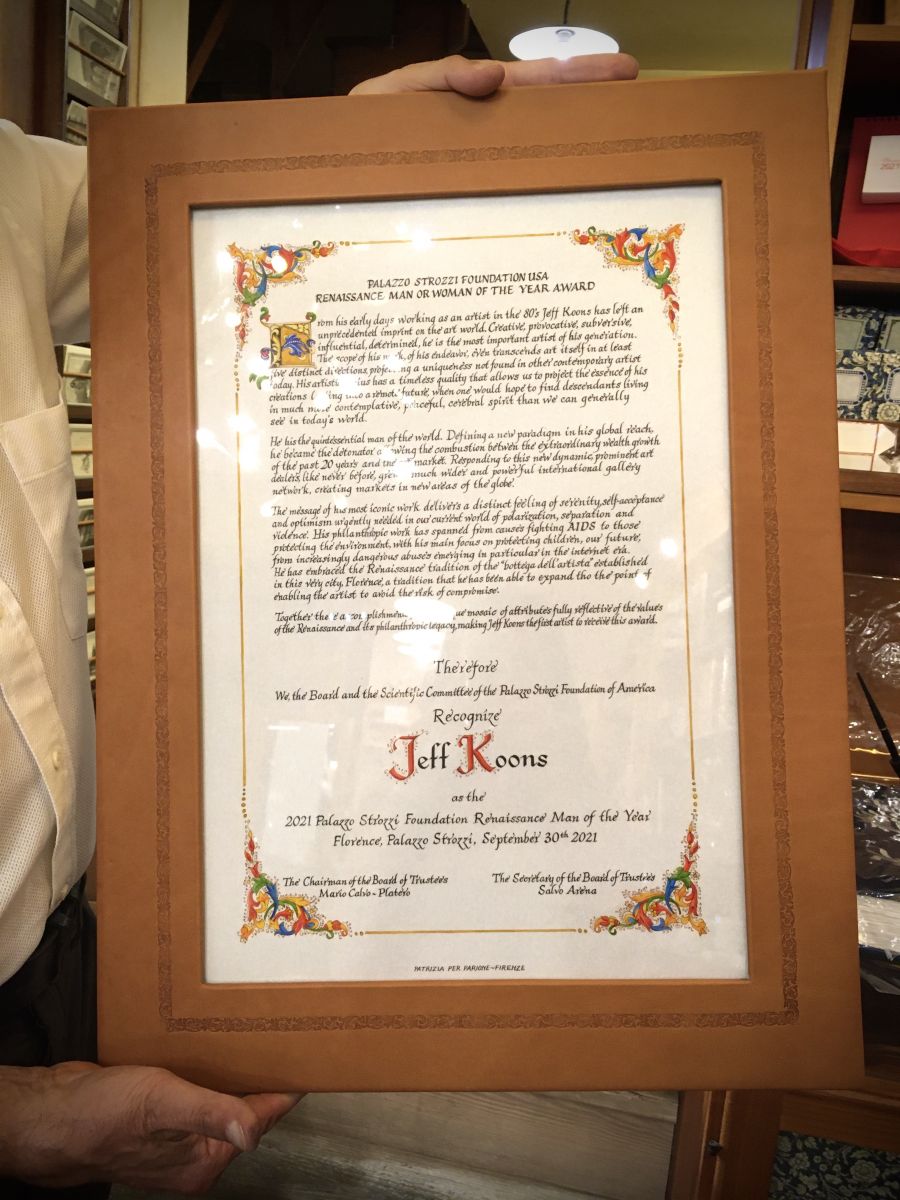 PALAZZO STROZZI FOUNDATION USA
RENAISSANCE MAN OR WOMAN OF THE YEAR AWARD
From his early days working as an artist in the 80's Jeff Koons has left an
unprecedented imprint on the art world. Creative, provocative, subversive,
influential, determined, he is the most important artist of his generation.
The scope of his of his endeavor, even transcends art itself in at least
five distinct directions, a uniqueness not found in other contemporary artist
today. His has a timeless quality that allows us to project the essence of his
creations a remote future, when one would hope to find descendants living
in much more contemplative, peaceful, cerebral spirit than we can generally
see in today's world.
He his the quintessential man of the world. Defining a new paradigm in his global reach,
he became the detonator the combustion betwen the extraordinary wealth growth
of the past 20 years and the market. Responding to this new dynamic, prominent art
dealers, like never before, much wider and powerful international gallery
network, creating markets in new areas of the globe.
The message of his most iconic work delivers a distinct feeling of serenity, self-acceptance
and optimism urgently needed in our current world of polarization, separation and
violence. His philantropic work has spanned from causes fighting AIDS to those
protecting the environment, with his main focus on protecting children, our future,
from increasingly dangerous abuses emerging in particular in the internet era.
He has embraced the Renaissance tradition of the "bottega dell'artista" established
in this very city, Florence, a tradition that he has been able to expand tho the point of
enabling the artist to avoid the risk of compromise.
Together mosaic of attributes fully reflective of the values
of the Renaissance and its philanthropic legacy, making Jeff Koons the first artist to receive this award.
Therefore
We, the Board and the Scientific Committee of the Palazzo Strozzi Foundation of America
Recognize
Jeff Koons
as the
2021 Palazzo Strozzi Foundation Renaissance Man of the Year
Florence, Palazzo Strozzi, September 30th 2021
The Chairman of the Board of Trustees The Secretary of the Board of Trustees
Mario Calvo-Platero Salvo Arena
PATRIZIA PER PARIONE-FIRENZE